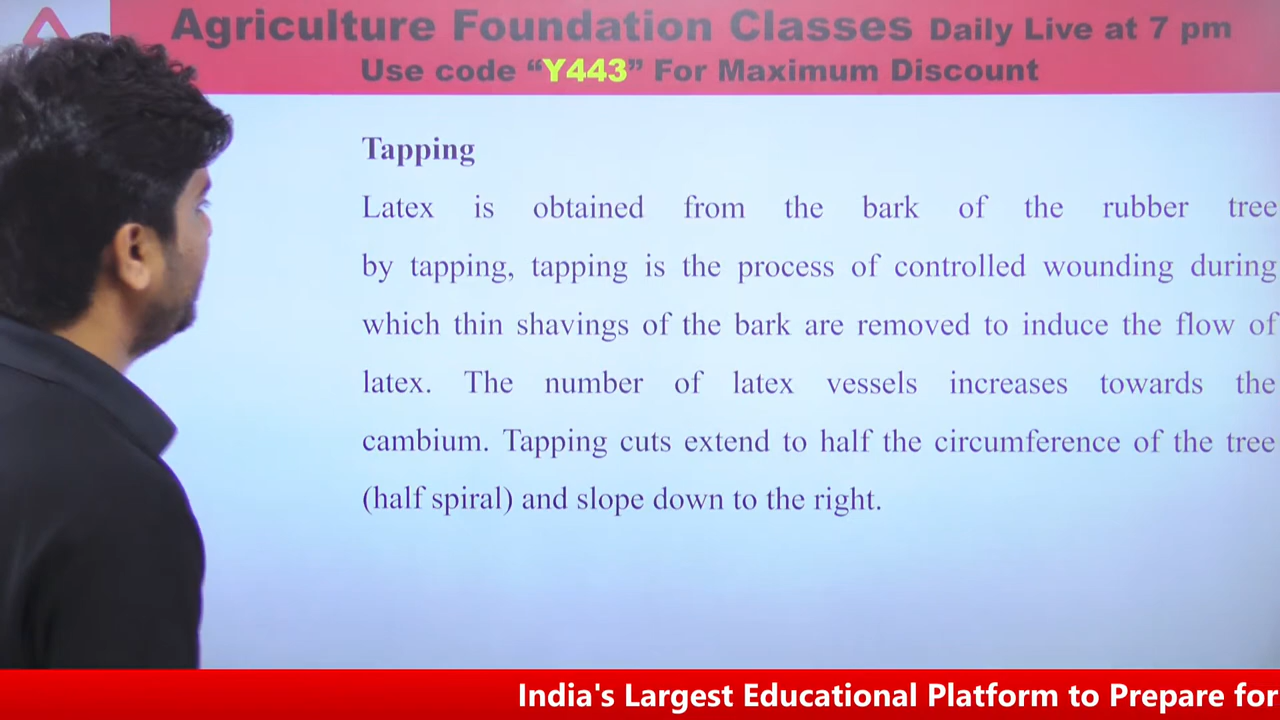 Agriculture Foundation Classes Daily Live at 7 pm
Use code “Y443” For Maximum Discount
Tapping
Latex is obtained from the bark of the rubber tree
by tapping, tapping is the process of controlled wounding during
which thin shavings of the bark are removed to induce the flow of
latex. The number of latex vessels increases towards the
cambium. Tapping cuts extend to half the circumference of the tree
(half spiral) and slope down to the right.
India's Largest Educational Platform to Prepare for